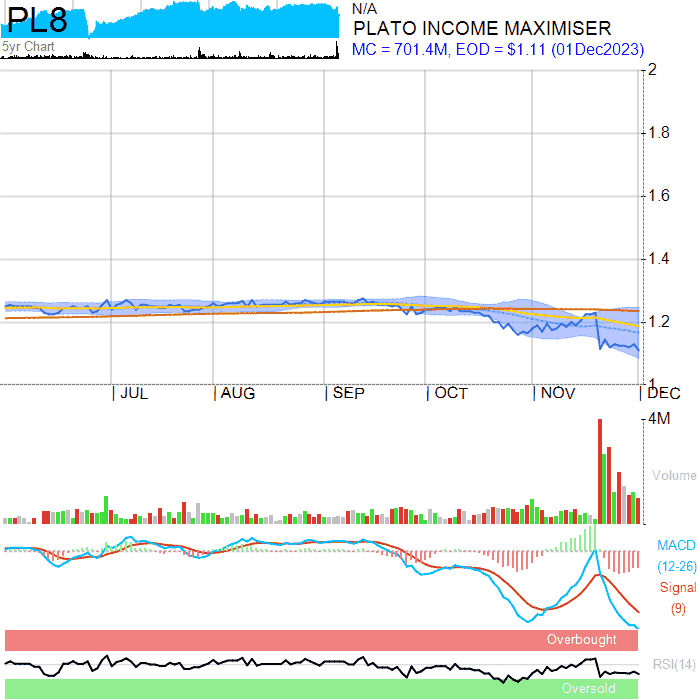 PL8
5yr Chart
N/A
PLATO INCOME MAXIMISER
MC = 701.4M, EOD = $1.11 (01Dec2023)
2
1.8
1.6
1.4
1.2
1
JUL AUG SEP OCT NOV DEC
4M
Volume
MACD
(12-26)
Signal
(9)
Overbought
RSI(14)
Oversold